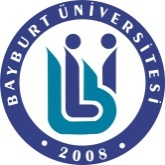 BAYBURT ÜNİVERSİTESİ
• 2008 •